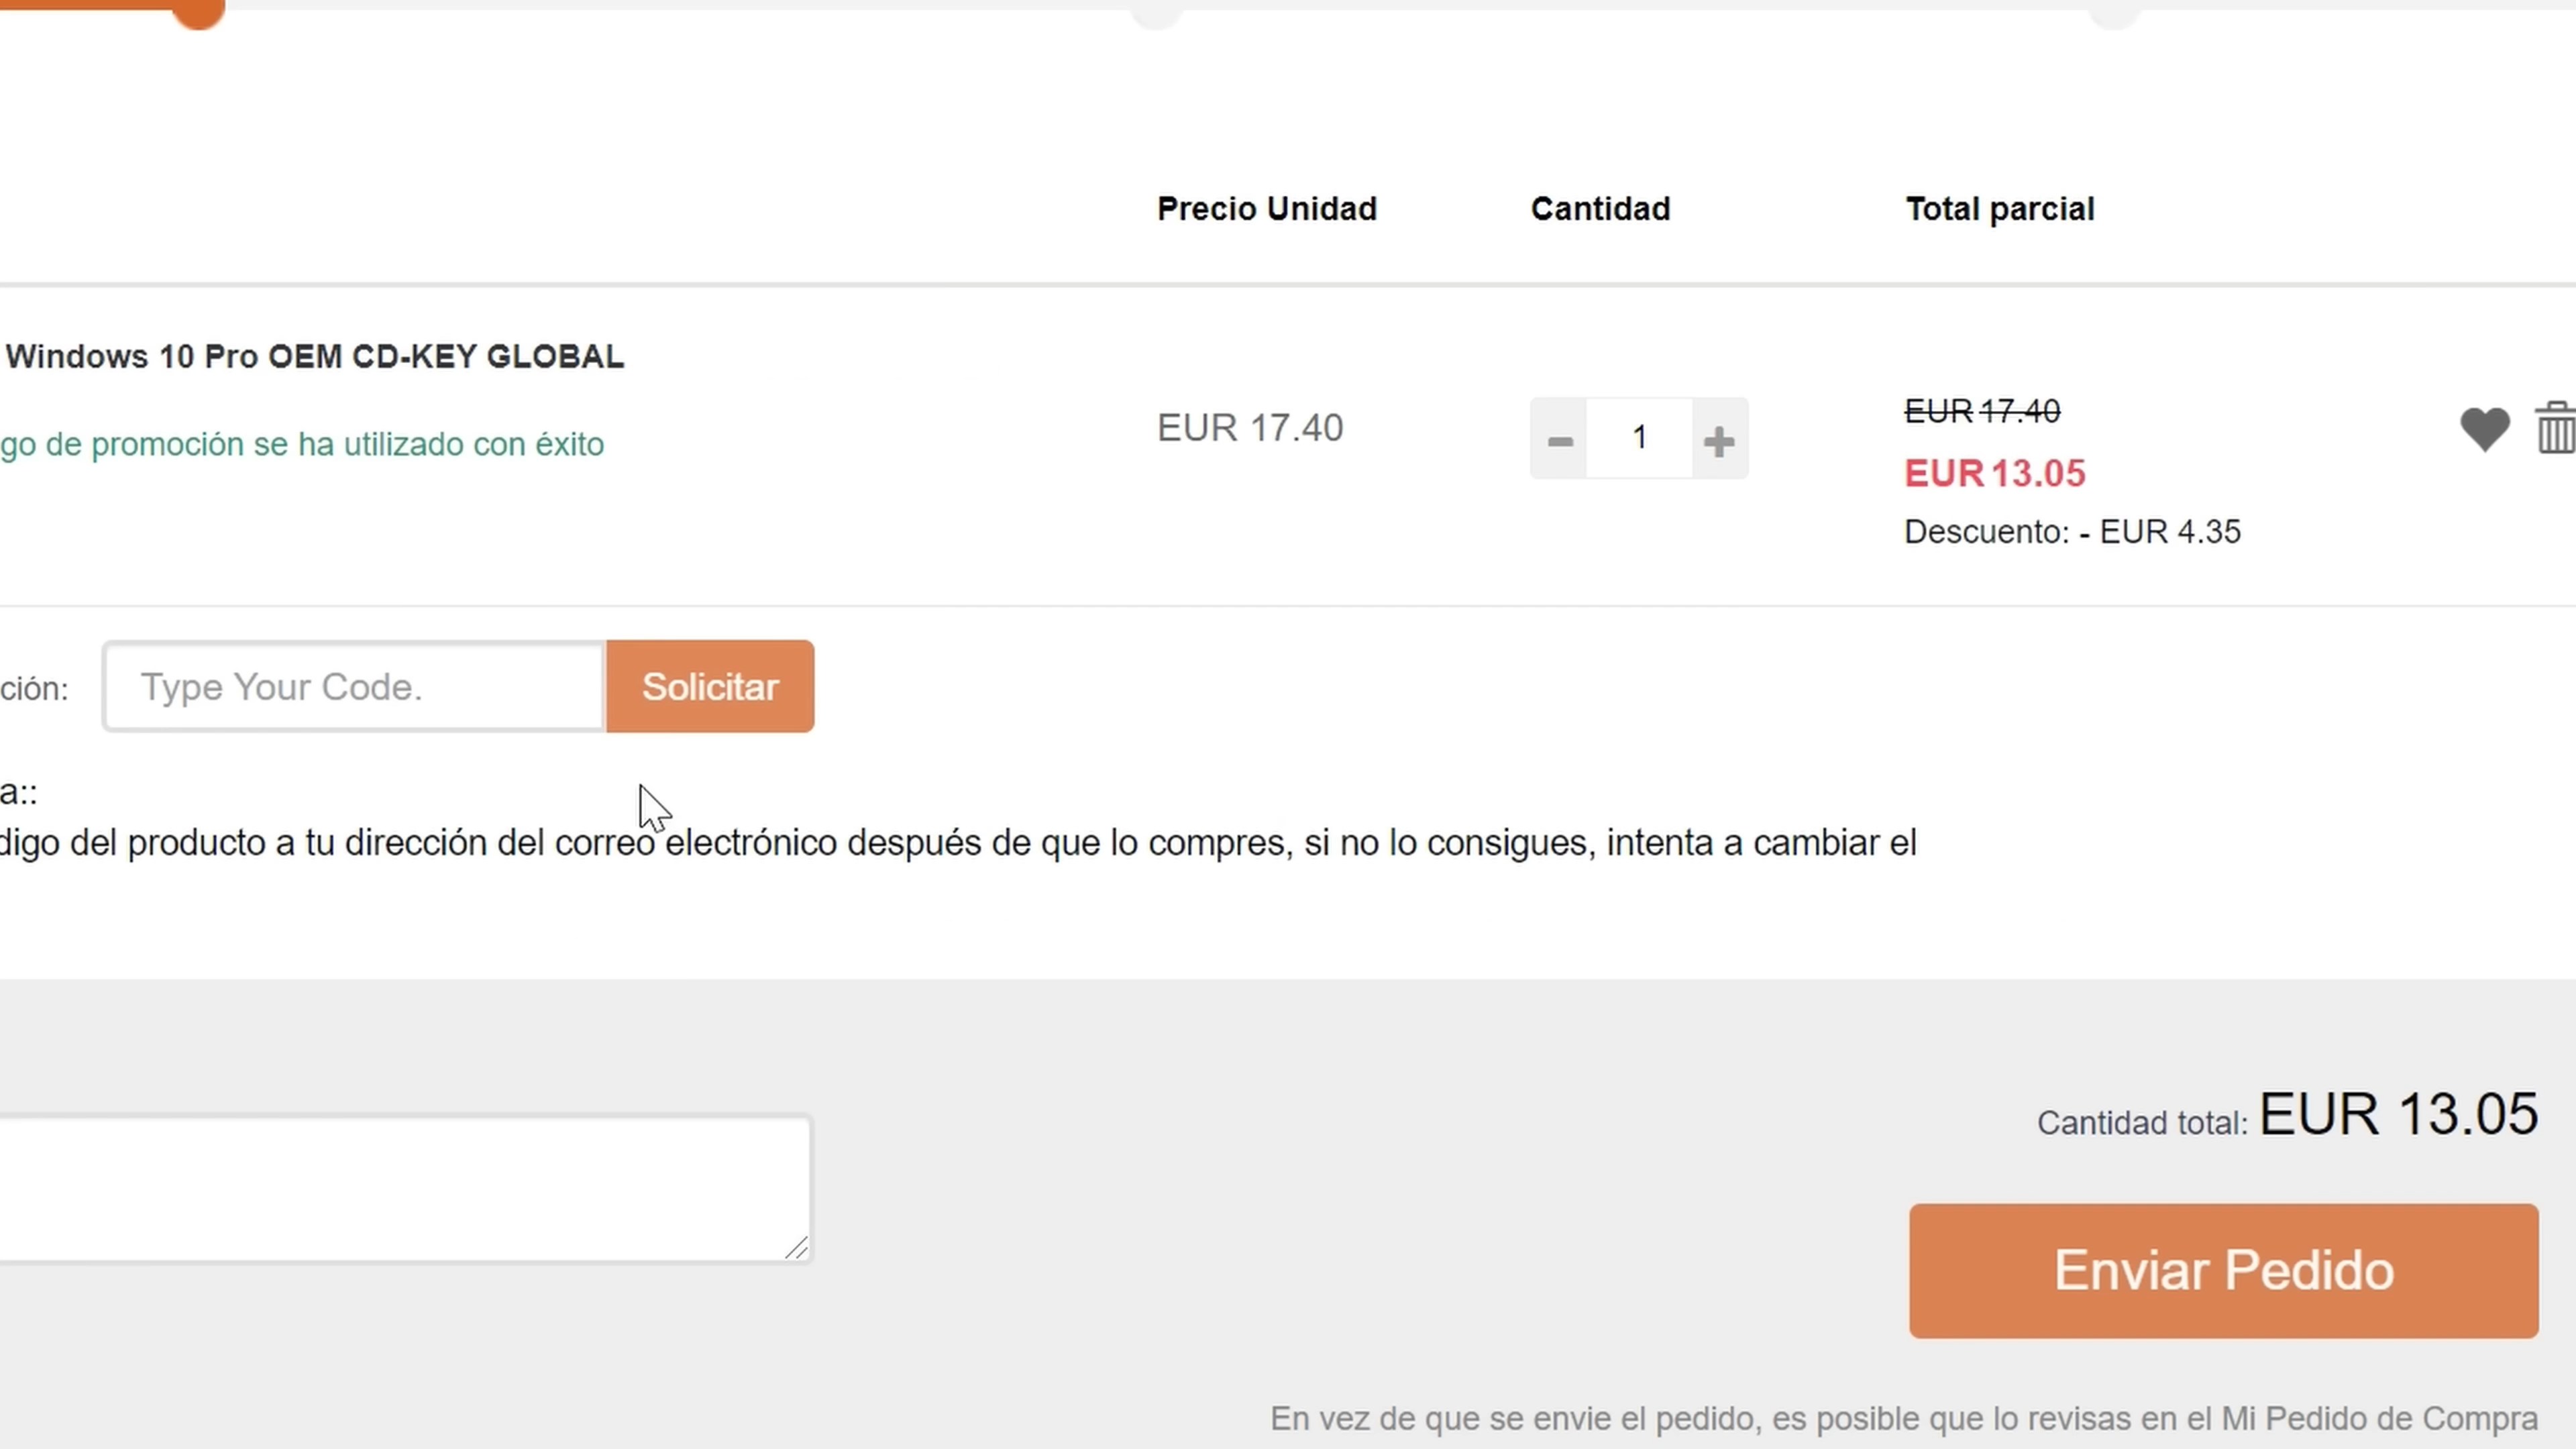 Precio Unidad Cantidad Total parcial
Windows 10 Pro OEM CD-KEY GLOBAL
go de promoción se ha utilizado con éxito
EUR 17.40
1
EUR 17.40
EUR 13.05
Descuento: - EUR 4.35
ción: Type Your Code. Solicitar
a::
digo del producto a tu dirección del correo electrónico después de que lo compres, si no lo consigues, intenta a cambiar el
Cantidad total: EUR 13.05
Enviar Pedido
En vez de que se envie el pedido, es posible que lo revisas en el Mi Pedido de Compra